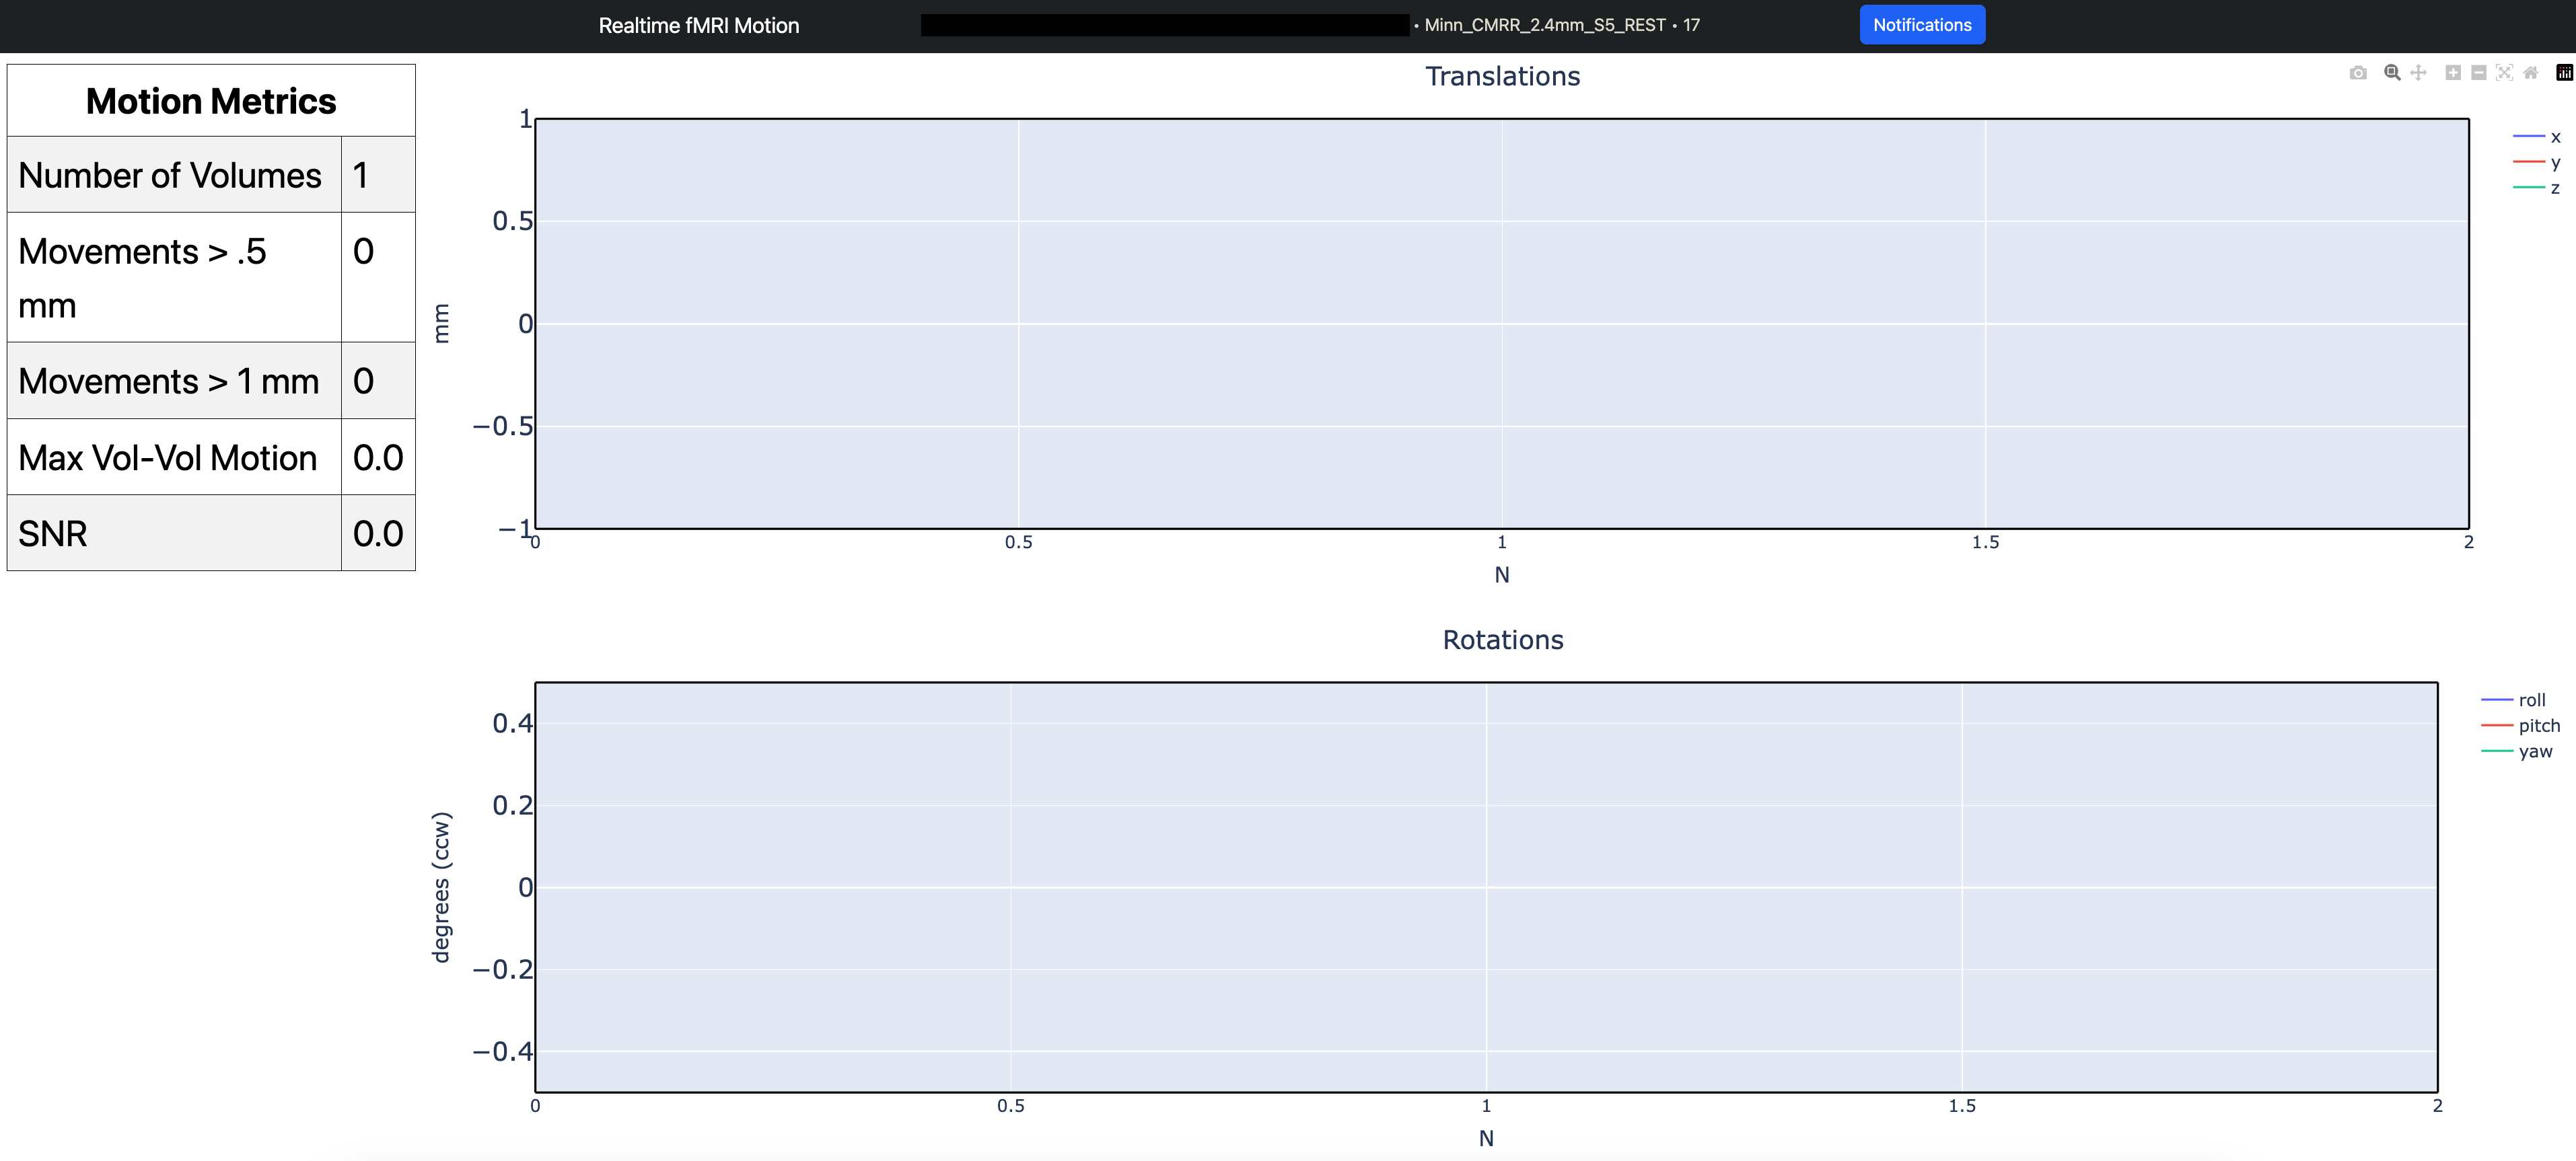 Realtime fMRI Motion
• Minn_CMRR_2.4mm_S5_REST • 17
Notifications
Motion Metrics
Number of Volumes 1
Movements > .5 0
mm
Movements > 1 mm 0
Max Vol-Vol Motion 0.0
SNR 0.0
Translations
1
0.5
0
−0.5
−1
mm
0 0.5 1 1.5 2
N
x
y
z
Rotations
0.4
0.2
0
−0.2
−0.4
degrees (ccw)
0 0.5 1 1.5 2
N
roll
pitch
yaw